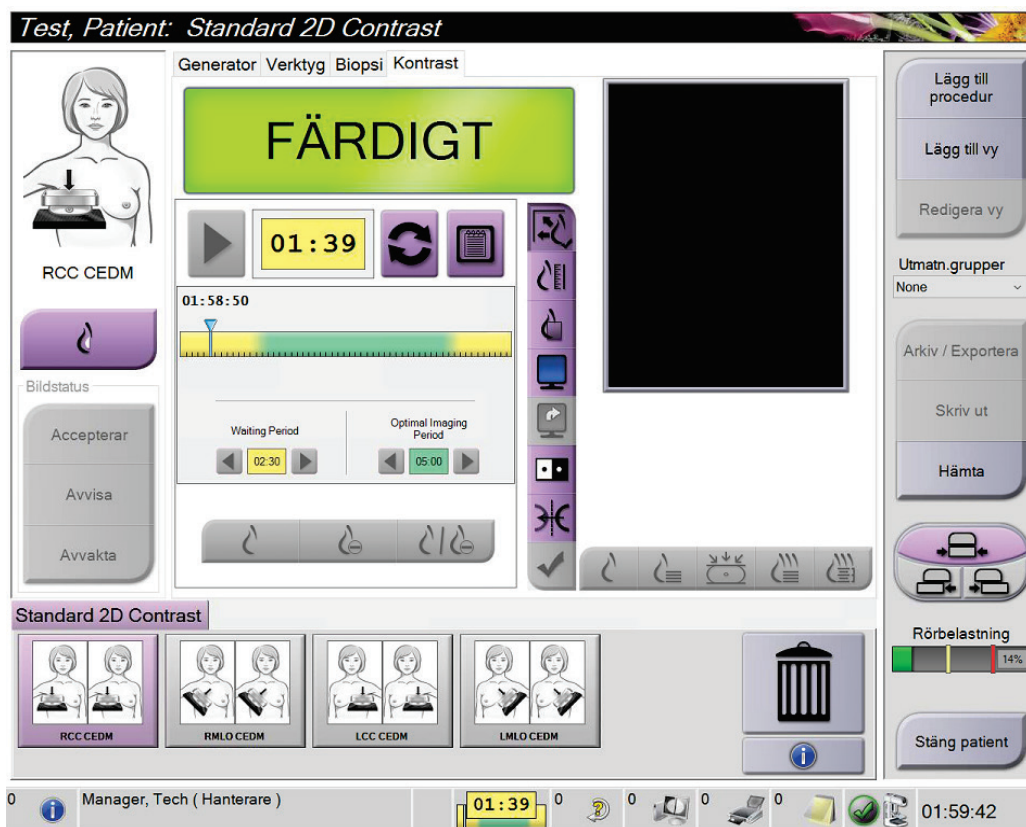 Test, Patient:  Standard 2D Contrast
Generator Verktyg Biopsi Kontrast
RCC CEDM
Bildstatus
Accepterar
Avvisa
Avvakta
FÄRDIGT
01:39
01:58:50
Waiting Period
02:30
Optimal Imaging
Period
05:00
Lägg till
procedur
Lägg till vy
Redigera vy
Utmatn.grupper
None
Arkiv / Exportera
Skriv ut
Hämta
Rörbelastning
14%
Stäng patient
Standard 2D Contrast
RCC CEDM
RMLO CEDM
LCC CEDM
LMLO CEDM
0
Manager, Tech ( Hanterare )
01:39
0
0
0
0
01:59:42